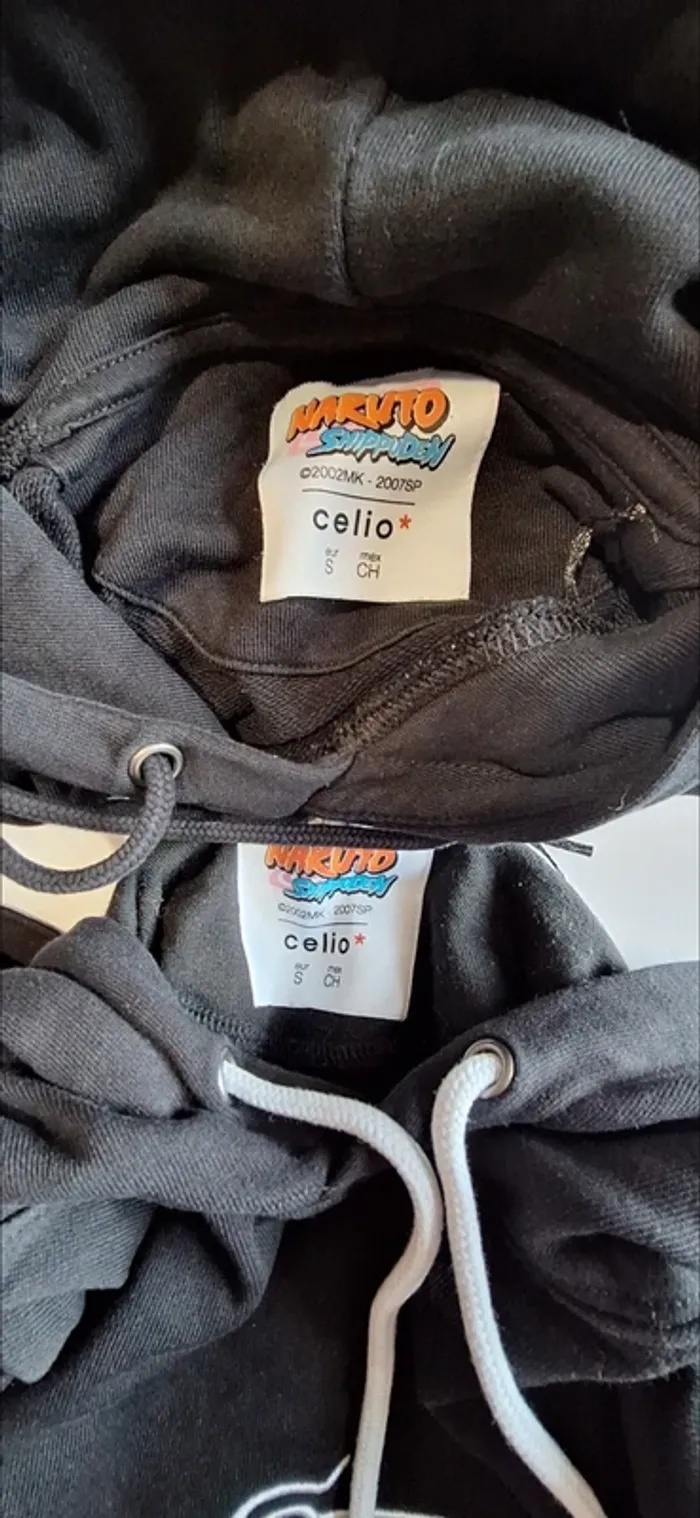 NARUTO
SHIPPUDEN
©2002MK - 2007SP
celio*
eur mex
S CH
NARUTO
SHIPPUDEN
©2002MK 2007SP
celio*
eur mex
S CH